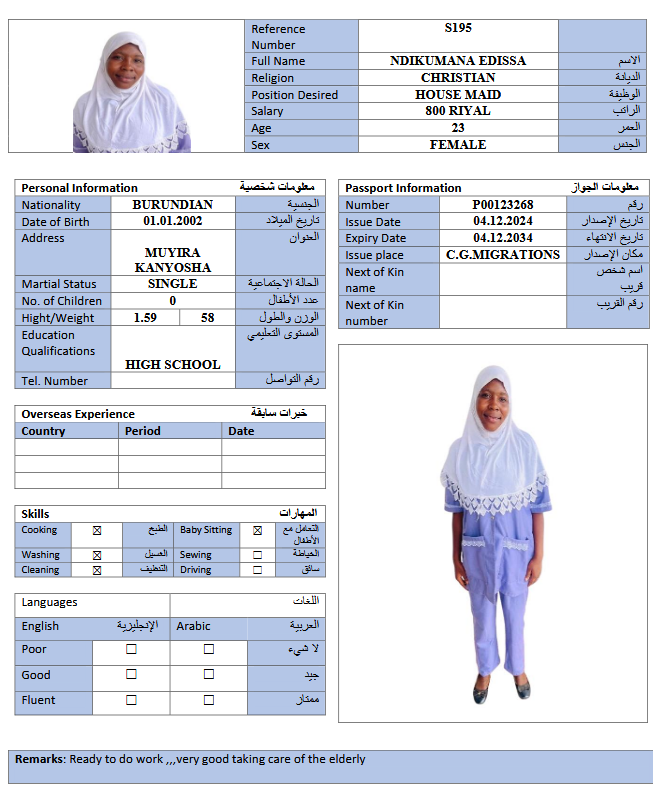 Reference Number S195
Full Name NDIKUMANA EDISSA الاسم
Religion CHRISTIAN الديانة
Position Desired HOUSE MAID الوظيفة
Salary 800 RIYAL الراتب
Age 23 العمر
Sex FEMALE الجنس
Personal Information معلومات شخصية
Nationality BURUNDIAN الجنسية
Date of Birth 01.01.2002 تاريخ الميلاد
Address العنوان
MUYIRA
KANYOSHA
Martial Status SINGLE الحالة الاجتماعية
No. of Children 0 عدد الأطفال
Hight/Weight 1.59 58 الوزن والطول
Education المستوى التعليمي
Qualifications
HIGH SCHOOL
Tel. Number رقم التواصل
Passport Information معلومات الجواز
Number P00123268 رقم
Issue Date 04.12.2024 تاريخ الإصدار
Expiry Date 04.12.2034 تاريخ الانتهاء
Issue place C.G.MIGRATIONS مكان الإصدار
Next of Kin اسم شخص
name قريب
Next of Kin رقم القريب
number
Overseas Experience خبرات سابقة
Country Period Date
Skills المهارات
Cooking ☒ الطبخ Baby Sitting ☒ التعامل مع
الأطفال
Washing ☒ الغسيل Sewing ☐ الخياطة
Cleaning ☒ التنظيف Driving ☐ سائق
Languages اللغات
English الإنجليزية Arabic العربية
Poor ☐ ☐ لا شيء
Good ☐ ☐ جيد
Fluent ☐ ☐ ممتاز
Remarks: Ready to do work ,,,very good taking care of the elderly